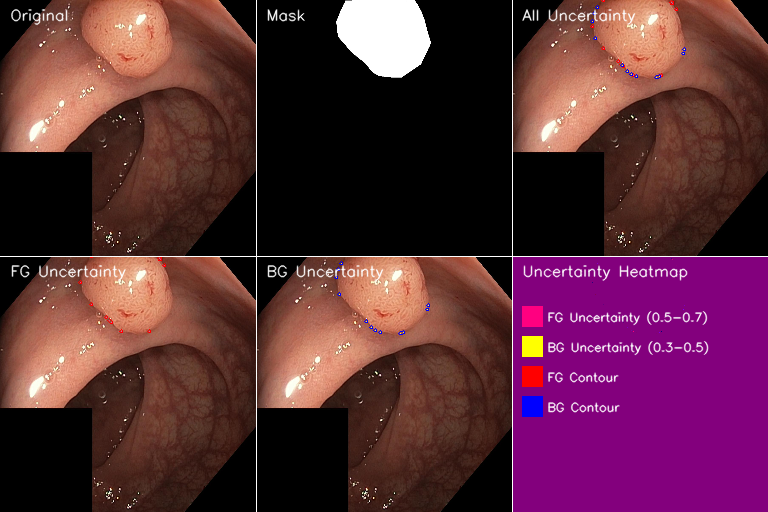 Original
Mask
All Uncertainty
FG Uncertainty
BG Uncertainty
Uncertainty Heatmap
FG Uncertainty (0.5-0.7)
BG Uncertainty (0.3-0.5)
FG Contour
BG Contour